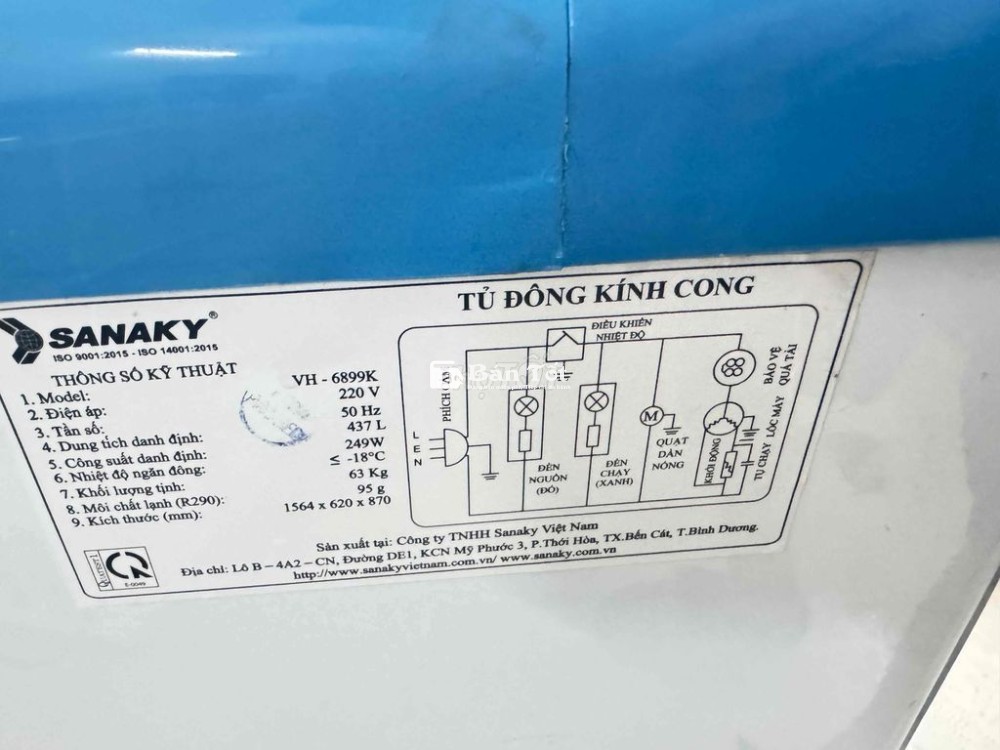 TỦ ĐÔNG KÍNH CONG
SANAKY®
ISO 9001:2015 - ISO 14001:2015
THÔNG SỐ KỸ THUẬT
1. Model: VH - 6899K
2. Điện áp: 220 V
3. Tần số: 50 Hz
4. Dung tích danh định: 437 L
5. Công suất danh định: 249W
6. Nhiệt độ ngăn đông: ≤ -18°C
7. Khối lượng tịnh: 63 Kg
8. Môi chất lạnh (R290): 95 g
9. Kích thước (mm): 1564 x 620 x 870
ĐIỀU KHIỂN
NHIỆT ĐỘ
PHÍCH CẮM
L
E
N
ĐÈN
NGUỒN
(ĐỎ)
ĐÈN
CHẠY
(XANH)
M
QUẠT
DÀN
NÓNG
KHỞI ĐỘNG
TỤ CHẠY
LỐC MÁY
BẢO VỆ
QUÁ TẢI
Bán Tốt
QUACERT
CR
E-0049
Sản xuất tại: Công ty TNHH Sanaky Việt Nam
Địa chỉ: Lô B – 4A2 – CN, Đường DE1, KCN Mỹ Phước 3, P.Thới Hòa, TX.Bến Cát, T.Bình Dương.
http://www.sanakyvietnam.com.vn/ www.sanaky.com.vn